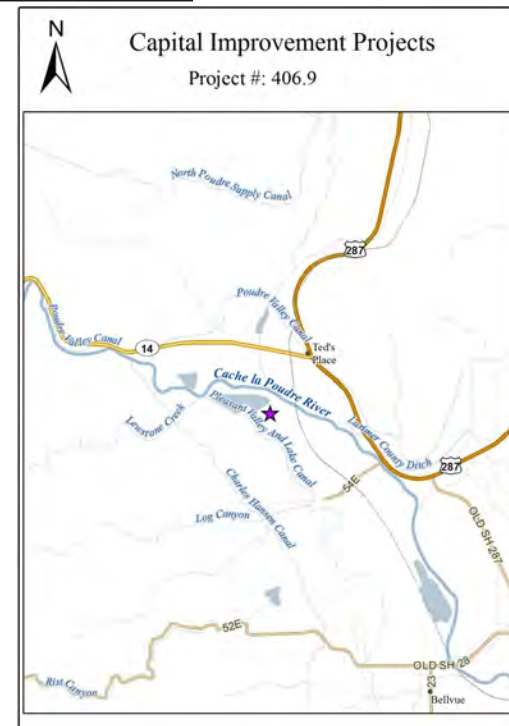 N
Capital Improvement Projects
Project #: 406.9
North Poudre Supply Canal
287
Poudre Valley Canal
Poudre Valley Canal
14
Ted's
Place
Cache la Poudre River
Pleasant Valley And Lake Canal
Lewstone Creek
Larimer County Ditch
287
54E
Charles Hansen Canal
Log Canyon
OLD SH 287
52E
OLD SH 28
Rist Canyon
23
Bellvue